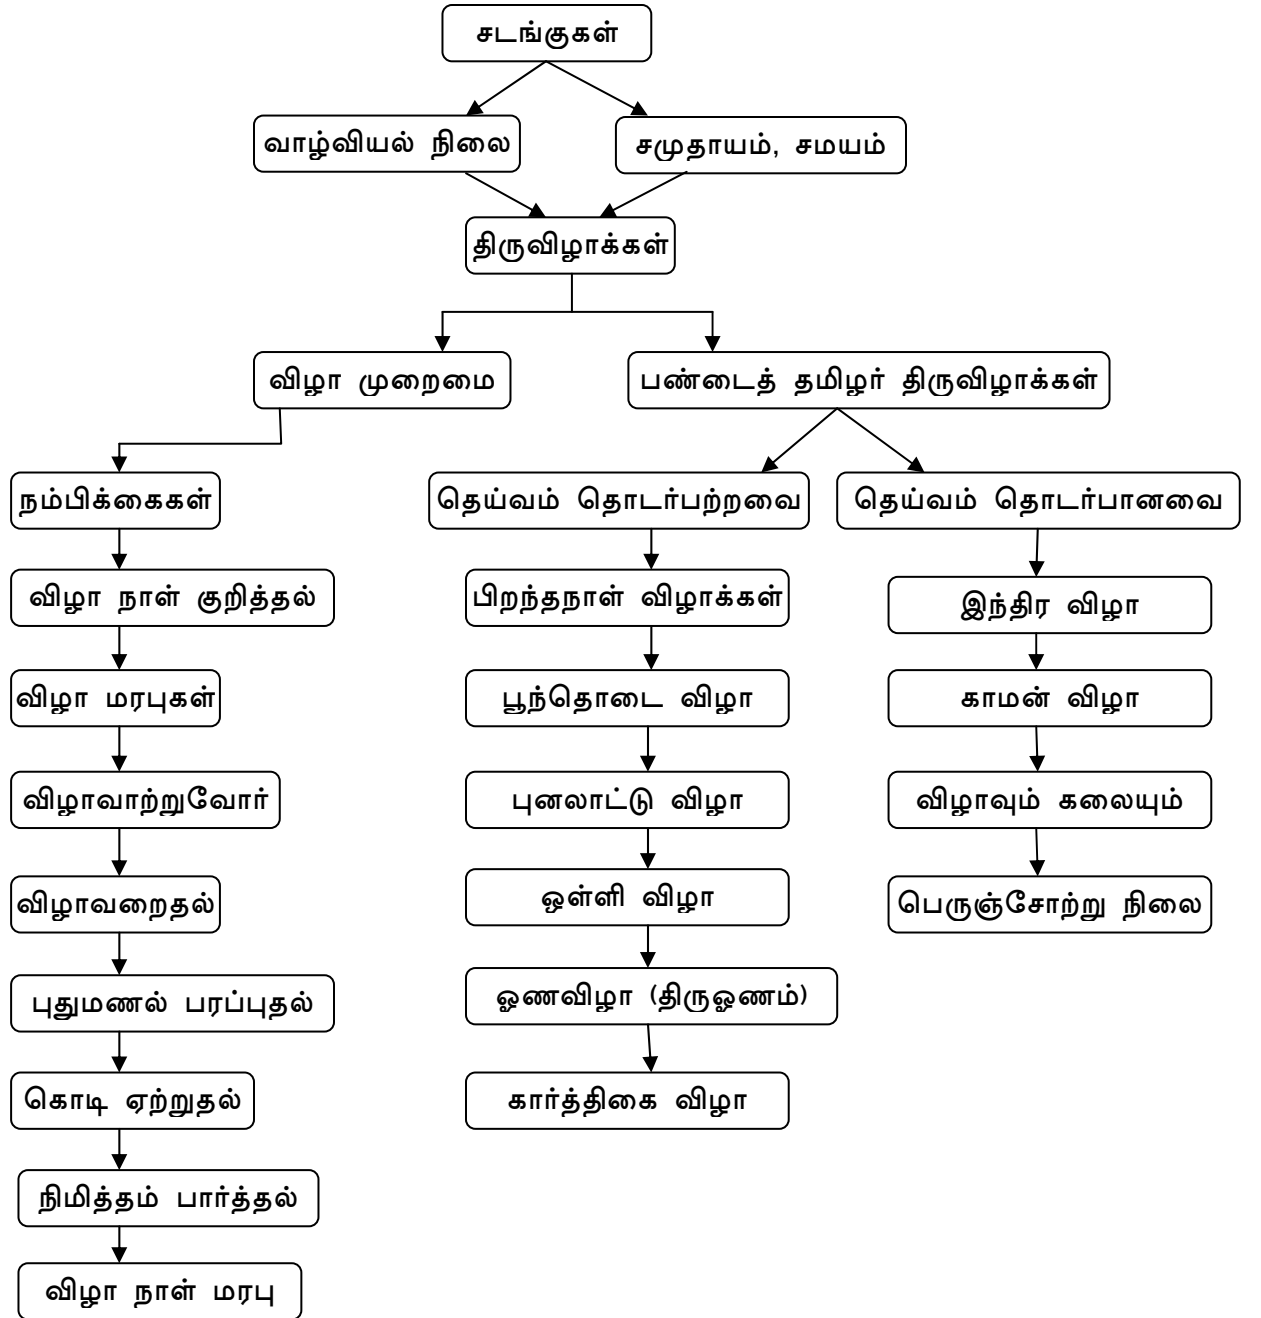 சடங்குகள்
வாழ்வியல் நிலை
சமுதாயம், சமயம்
திருவிழாக்கள்
விழா முறைமை
பண்டைத் தமிழர் திருவிழாக்கள்
நம்பிக்கைகள்
விழா நாள் குறித்தல்
விழா மரபுகள்
விழாவாற்றுவோர்
விழாவறைதல்
புதுமணல் பரப்புதல்
கொடி ஏற்றுதல்
நிமித்தம் பார்த்தல்
விழா நாள் மரபு
தெய்வம் தொடர்பற்றவை
பிறந்தநாள் விழாக்கள்
பூந்தொடை விழா
புனலாட்டு விழா
ஒள்ளி விழா
ஓணவிழா (திருஓணம்)
கார்த்திகை விழா
தெய்வம் தொடர்பானவை
இந்திர விழா
காமன் விழா
விழாவும் கலையும்
பெருஞ்சோற்று நிலை